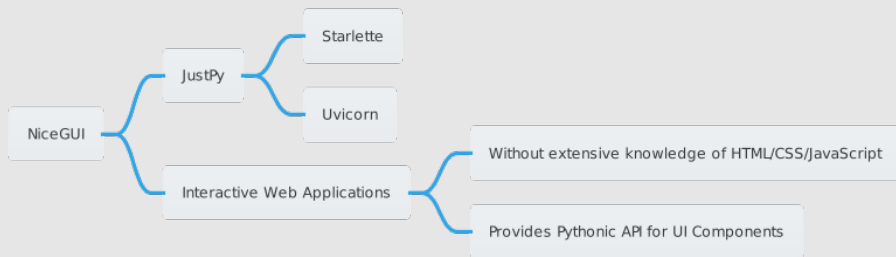 NiceGUI
JustPy
Starlette
Uvicorn
Interactive Web Applications
Without extensive knowledge of HTML/CSS/JavaScript
Provides Pythonic API for UI Components